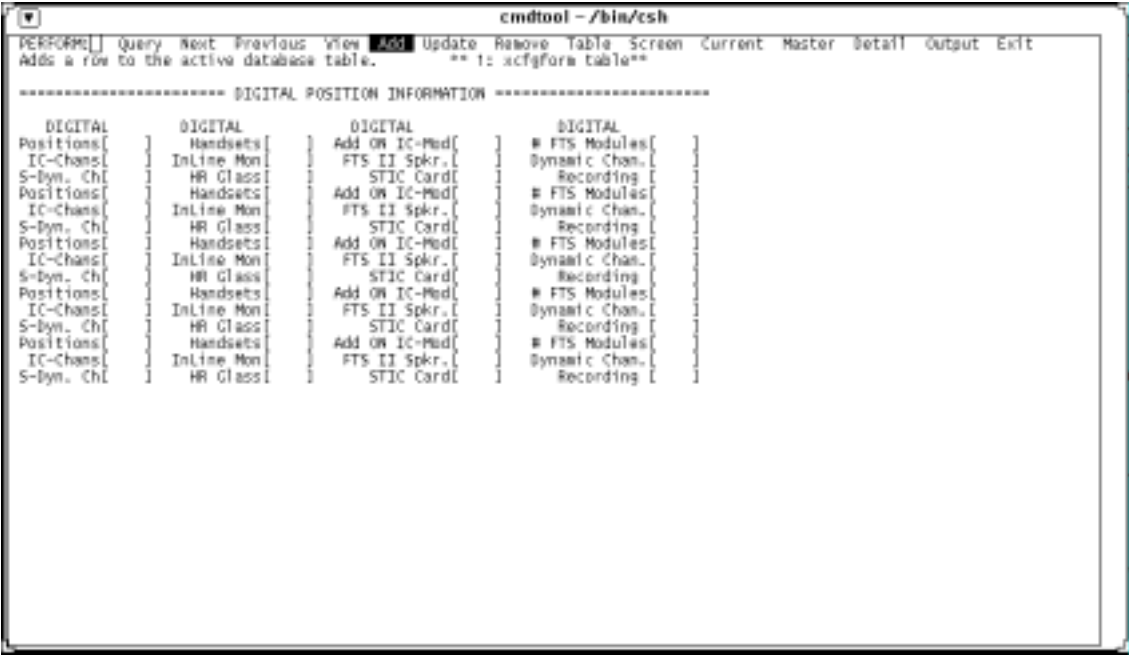 cmdtool - /bin/csh
PERFORM:[] Query Next Previous View Add Update Remove Table Screen Current Master Detail Output Exit
Adds a row to the active database table. ** 1: xcfgform table**
======================= DIGITAL POSITION INFORMATION ========================
DIGITAL DIGITAL DIGITAL DIGITAL
Positions[ ] Handsets[ ] Add ON IC-Mod[ ] # FTS Modules[ ]
IC-Chans[ ] InLine Mon[ ] FTS II Spkr.[ ] Dynamic Chan.[ ]
S-Dyn. Ch[ ] HR Glass[ ] STIC Card[ ] Recording [ ]
Positions[ ] Handsets[ ] Add ON IC-Mod[ ] # FTS Modules[ ]
IC-Chans[ ] InLine Mon[ ] FTS II Spkr.[ ] Dynamic Chan.[ ]
S-Dyn. Ch[ ] HR Glass[ ] STIC Card[ ] Recording [ ]
Positions[ ] Handsets[ ] Add ON IC-Mod[ ] # FTS Modules[ ]
IC-Chans[ ] InLine Mon[ ] FTS II Spkr.[ ] Dynamic Chan.[ ]
S-Dyn. Ch[ ] HR Glass[ ] STIC Card[ ] Recording [ ]
Positions[ ] Handsets[ ] Add ON IC-Mod[ ] # FTS Modules[ ]
IC-Chans[ ] InLine Mon[ ] FTS II Spkr.[ ] Dynamic Chan.[ ]
S-Dyn. Ch[ ] HR Glass[ ] STIC Card[ ] Recording [ ]
Positions[ ] Handsets[ ] Add ON IC-Mod[ ] # FTS Modules[ ]
IC-Chans[ ] InLine Mon[ ] FTS II Spkr.[ ] Dynamic Chan.[ ]
S-Dyn. Ch[ ] HR Glass[ ] STIC Card[ ] Recording [ ]